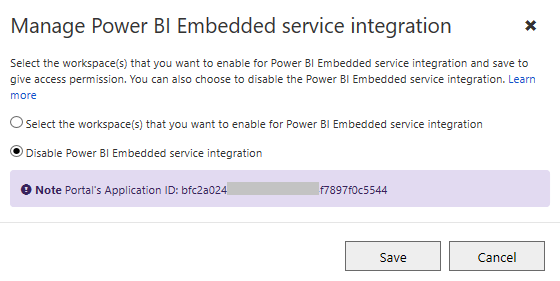 Manage Power BI Embedded service integration
Select the workspace(s) that you want to enable for Power BI Embedded service integration and save to
give access permission. You can also choose to disable the Power BI Embedded service integration. Learn
more
Select the workspace(s) that you want to enable for Power BI Embedded service integration
Disable Power BI Embedded service integration
Note Portal's Application ID: bfc2a024 f7897f0c5544
Save Cancel